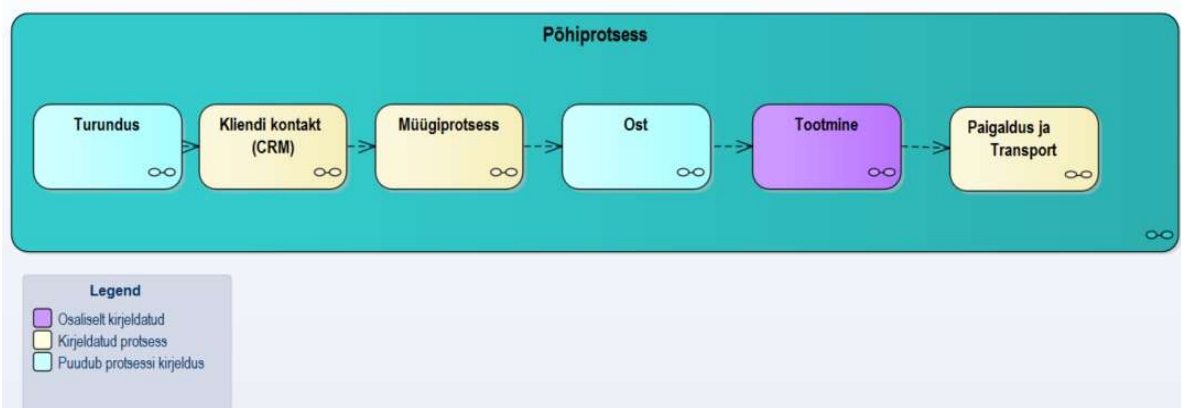 Põhiprotsess
Turundus
Kliendi kontakt
(CRM)
Müügiprotsess
Ost
Tootmine
Paigaldus ja
Transport
Legend
Osaliselt kirjeldatud
Kirjeldatud protsess
Puudub protsessi kirjeldus